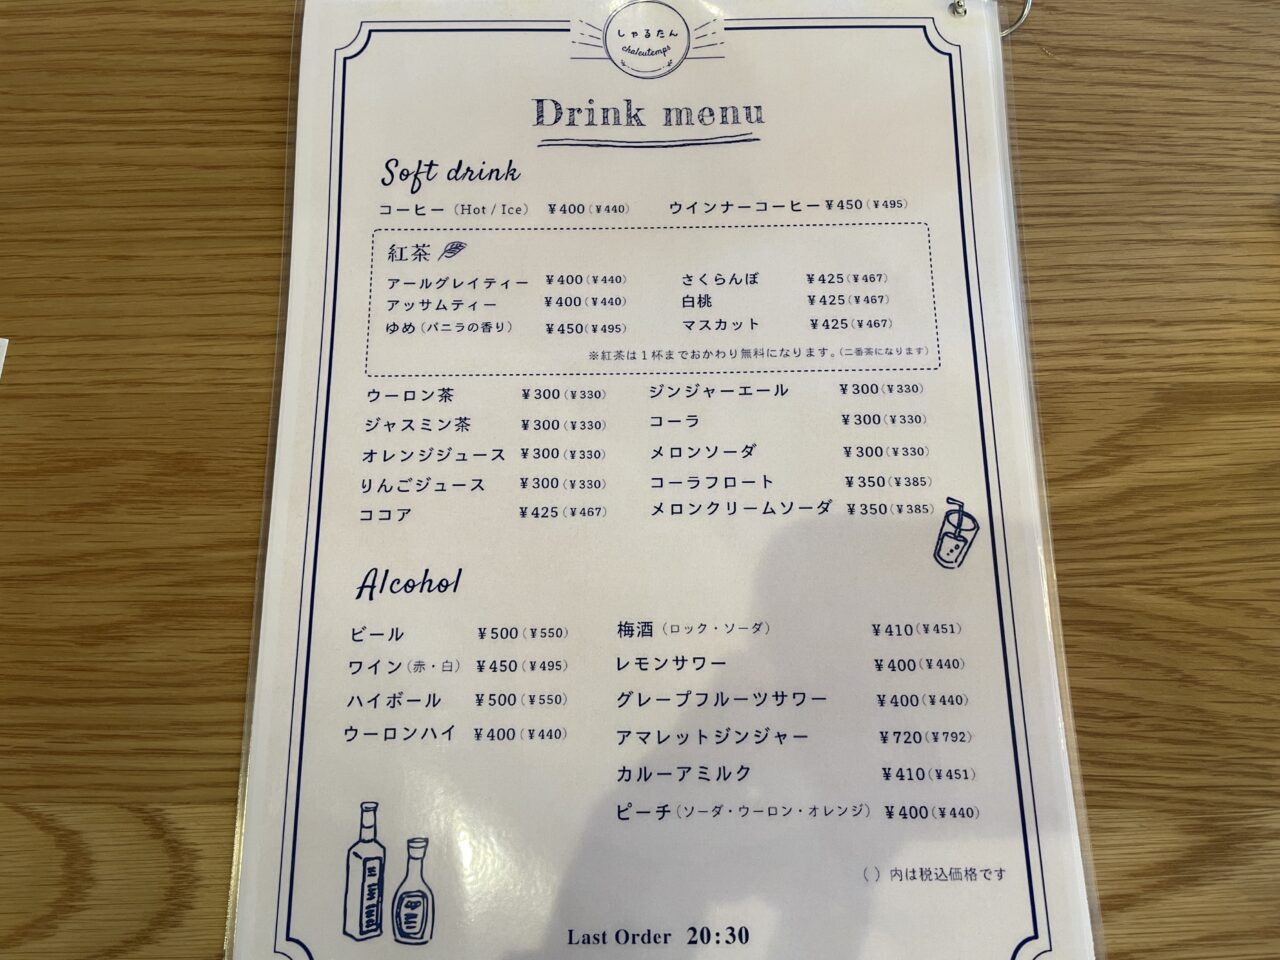 しゃるたん
chaleutemps
Drink menu
Soft drink
コーヒー（Hot / Ice） ¥400（¥440） ウインナーコーヒー ¥450（¥495）
紅茶
アールグレイティー ¥400（¥440） さくらんぼ ¥425（¥467）
アッサムティー ¥400（¥440） 白桃 ¥425（¥467）
ゆめ（バニラの香り） ¥450（¥495） マスカット ¥425（¥467）
※紅茶は１杯までおかわり無料になります。（二番茶になります）
ウーロン茶 ¥300（¥330） ジンジャーエール ¥300（¥330）
ジャスミン茶 ¥300（¥330） コーラ ¥300（¥330）
オレンジジュース ¥300（¥330） メロンソーダ ¥300（¥330）
りんごジュース ¥300（¥330） コーラフロート ¥350（¥385）
ココア ¥425（¥467） メロンクリームソーダ ¥350（¥385）
Alcohol
ビール ¥500（¥550） 梅酒（ロック・ソーダ） ¥410（¥451）
ワイン（赤・白） ¥450（¥495） レモンサワー ¥400（¥440）
ハイボール ¥500（¥550） グレープフルーツサワー ¥400（¥440）
ウーロンハイ ¥400（¥440） アマレットジンジャー ¥720（¥792）
カルーアミルク ¥410（¥451）
ピーチ（ソーダ・ウーロン・オレンジ） ¥400（¥440）
（ ）内は税込価格です
Last Order 20:30